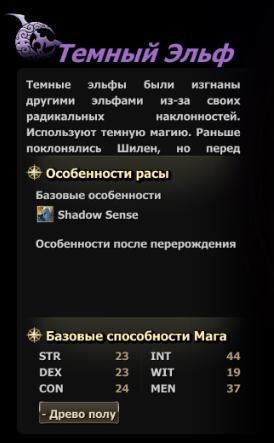 Темный Эльф
Темные эльфы были изгнаны
другими эльфами из-за своих
радикальных наклонностей.
Используют темную магию. Раньше
поклонялись Шилен, но перед
Особенности расы
Базовые особенности
Shadow Sense
Особенности после перерождения
Базовые способности Мага
STR 23 INT 44
DEX 23 WIT 19
CON 24 MEN 37
- Древо полу